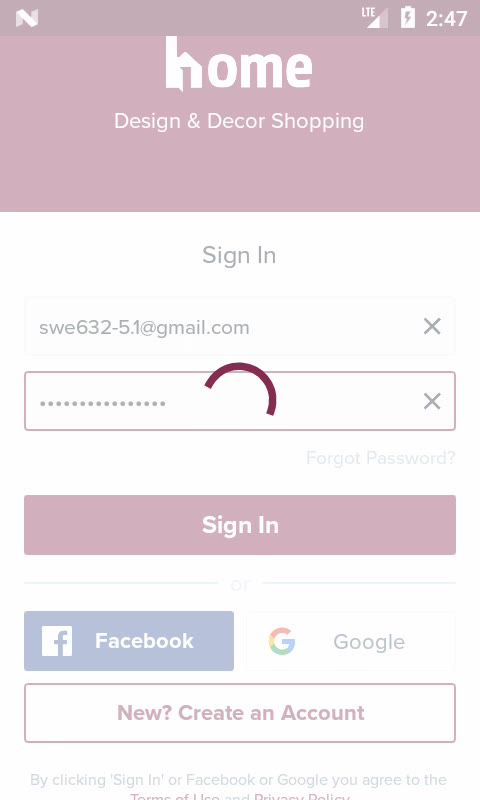 LTE 2:47
home
Design & Decor Shopping
Sign In
swe632-5.1@gmail.com
••••••••••••••••
Forgot Password?
Sign In
or
Facebook
Google
New? Create an Account
By clicking 'Sign In' or Facebook or Google you agree to the
Terms of Use and Privacy Policy